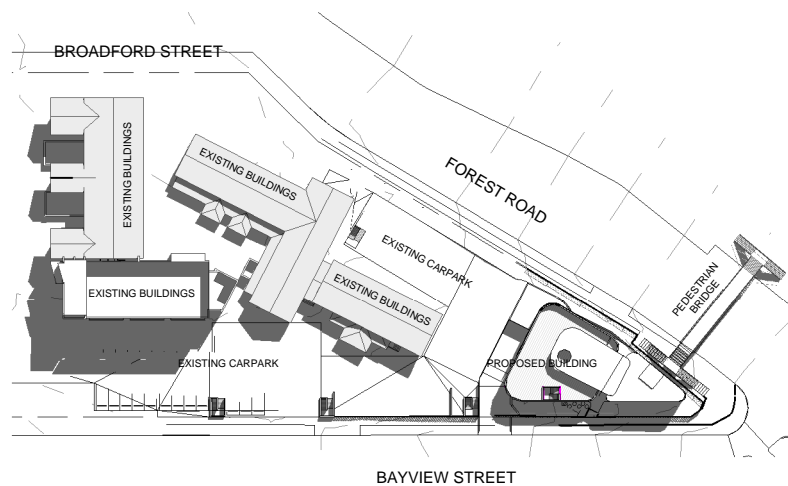 BROADFORD STREET
EXISTING BUILDINGS
EXISTING BUILDINGS
FOREST ROAD
EXISTING CARPARK
EXISTING BUILDINGS
EXISTING BUILDINGS
PEDESTRIAN
BRIDGE
EXISTING CARPARK
PROPOSED BUILDING
BAYVIEW STREET